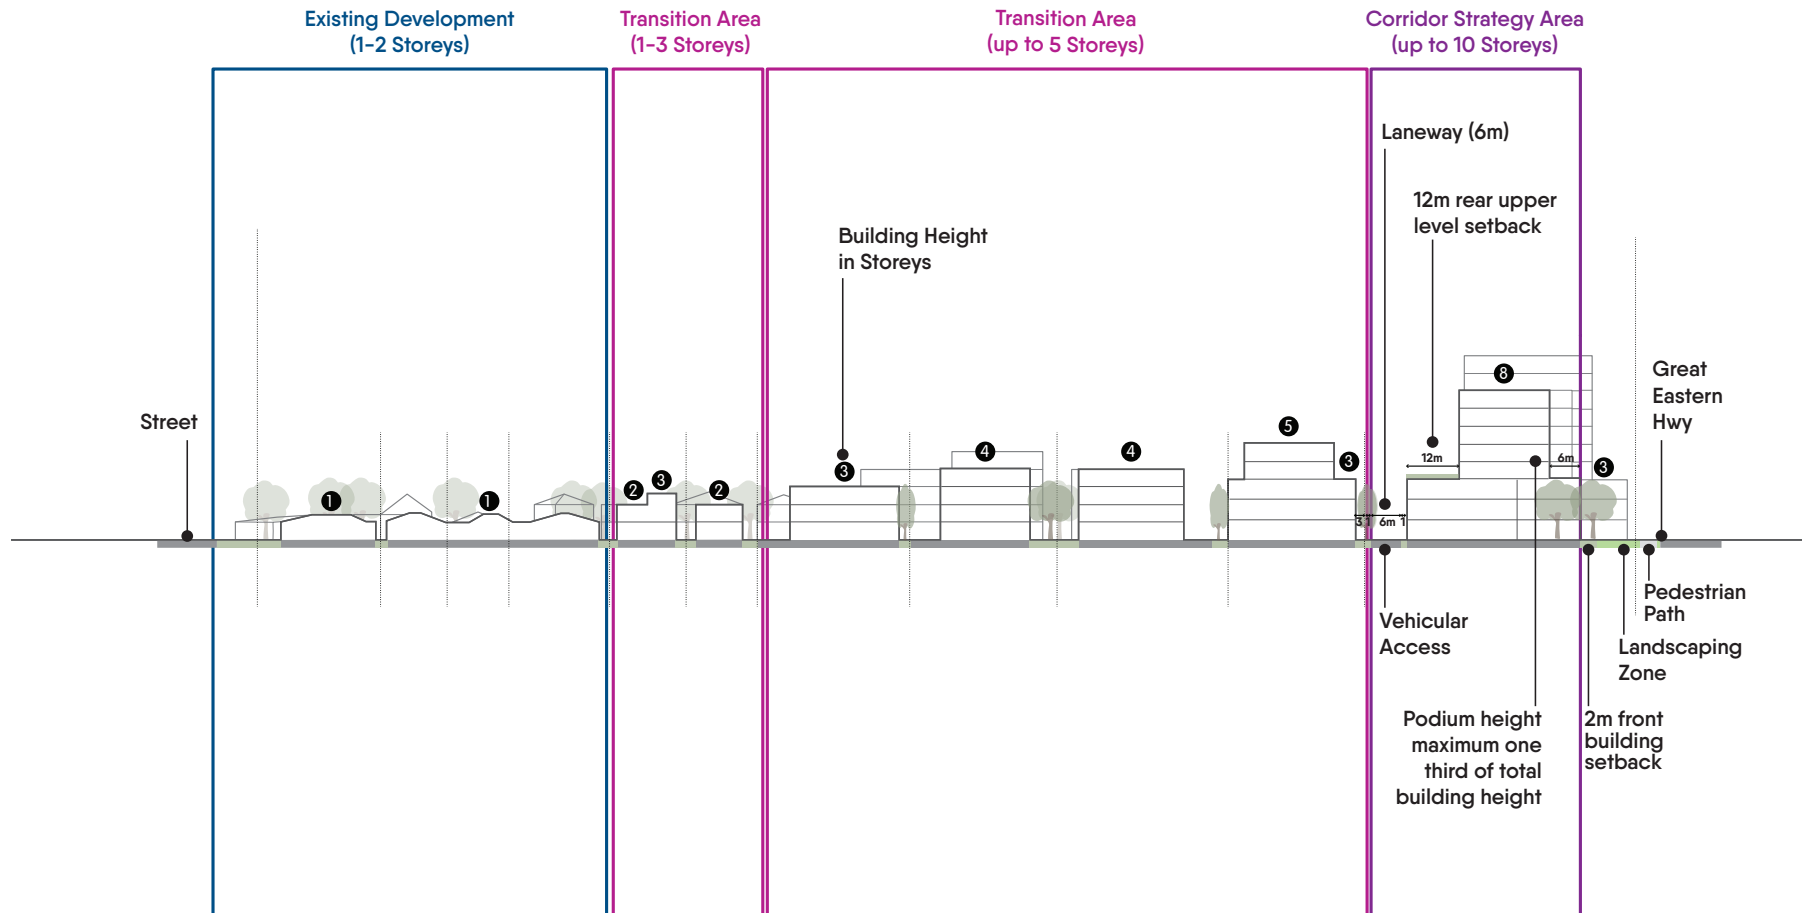 Existing Development
(1-2 Storeys)
Transition Area
(1-3 Storeys)
Transition Area
(up to 5 Storeys)
Corridor Strategy Area
(up to 10 Storeys)
Laneway (6m)
12m rear upper
level setback
Building Height
in Storeys
Great
Eastern
Hwy
Street
1
1
2
3
2
3
4
4
5
3
8
3
12m
6m
3
1
6m
1
Vehicular
Access
Pedestrian
Path
Landscaping
Zone
Podium height
maximum one
third of total
building height
2m front
building
setback